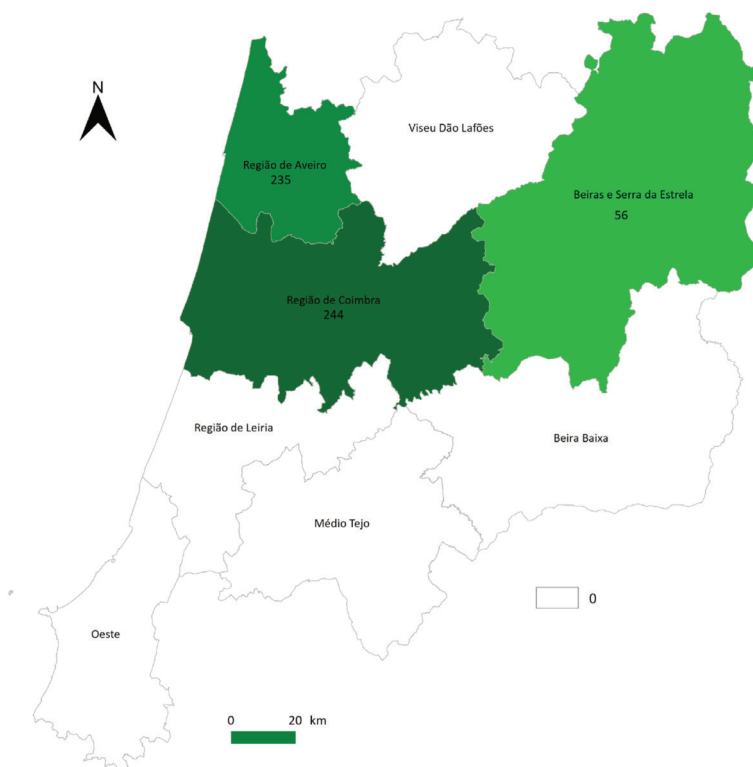 N
Viseu Dão Lafões
Região de Aveiro
235
Beiras e Serra da Estrela
56
Região de Coimbra
244
Região de Leiria
Beira Baixa
Médio Tejo
0
Oeste
0 20 km